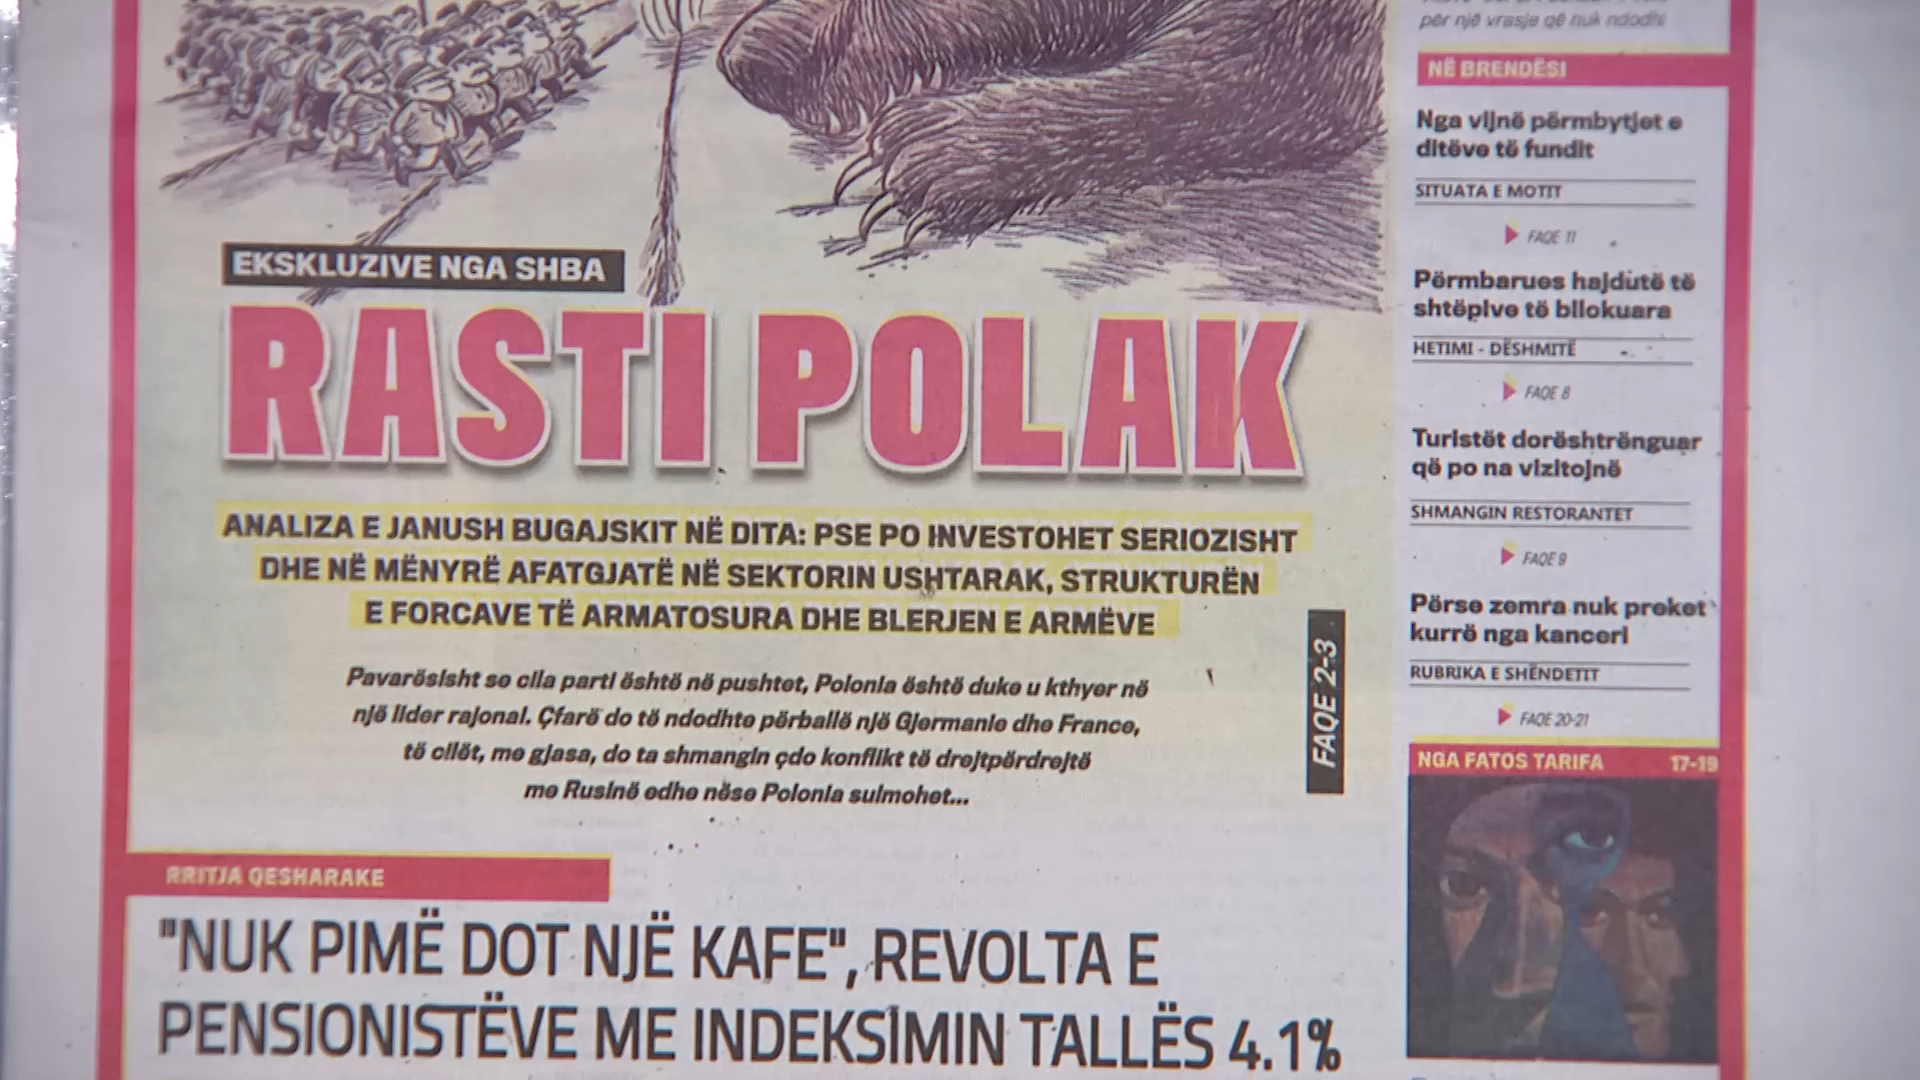 EKSKLUZIVE NGA SHBA
RASTI POLAK
ANALIZA E JANUSH BUGAJSKIT NË DITA: PSE PO INVESTOHET SERIOZISHT
DHE NË MËNYRË AFATGJATË NË SEKTORIN USHTARAK, STRUKTURËN
E FORCAVE TË ARMATOSURA DHE BLERJEN E ARMËVE
Pavarësisht se cila parti është në pushtet, Polonia është duke u kthyer në
një lider rajonal. Çfarë do të ndodhte përballë një Gjermanie dhe France,
të cilët, me gjasa, do ta shmangin çdo konflikt të drejtpërdrejtë
me Rusinë edhe nëse Polonia sulmohet...
FAQE 2-3
RRITJA QESHARAKE
"NUK PIMË DOT NJË KAFE", REVOLTA E
PENSIONISTËVE ME INDEKSIMIN TALLËS 4.1%
për një vrasje që nuk ndodhi
NË BRENDËSI
Nga vijnë përmbytjet e
ditëve të fundit
SITUATA E MOTIT
FAQE 11
Përmbarues hajdutë të
shtëpive të bllokuara
HETIMI - DËSHMITË
FAQE 8
Turistët dorështrënguar
që po na vizitojnë
SHMANGIN RESTORANTET
FAQE 9
Përse zemra nuk preket
kurrë nga kanceri
RUBRIKA E SHËNDETIT
FAQE 20-21
NGA FATOS TARIFA 17-19